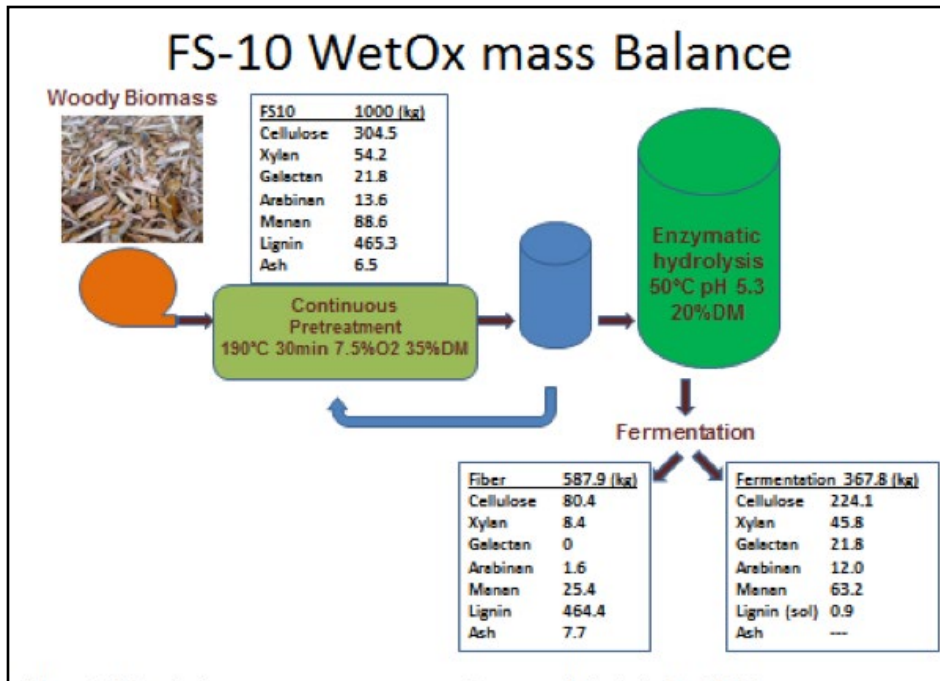 FS-10 WetOx mass Balance
Woody Biomass
FS10 1000 (kg)
Cellulose 304.5
Xylan 54.2
Galactan 21.8
Arabinan 13.6
Manan 88.6
Lignin 465.3
Ash 6.5
Continuous
Pretreatment
190°C 30min 7.5%O2 35%DM
Enzymatic
hydrolysis
50°C pH 5.3
20%DM
Fermentation
Fiber 587.9 (kg)
Cellulose 80.4
Xylan 8.4
Galactan 0
Arabinan 1.6
Manan 25.4
Lignin 464.4
Ash 7.7
Fermentation 367.8 (kg)
Cellulose 224.1
Xylan 45.8
Galactan 21.8
Arabinan 12.0
Manan 63.2
Lignin (sol) 0.9
Ash ---